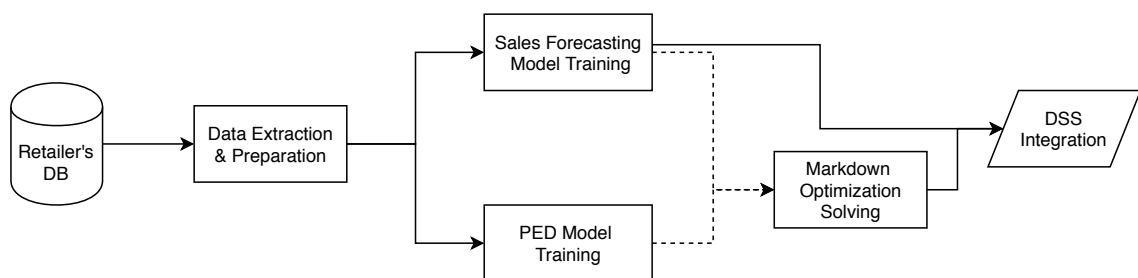 Retailer's
DB
Data Extraction
& Preparation
Sales Forecasting
Model Training
PED Model
Training
Markdown
Optimization
Solving
DSS
Integration